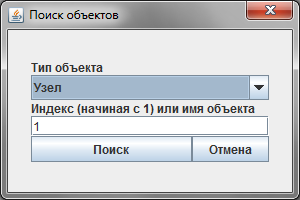 Поиск объектов
Тип объекта
Узел
Индекс (начиная с 1) или имя объекта
1
Поиск Отмена